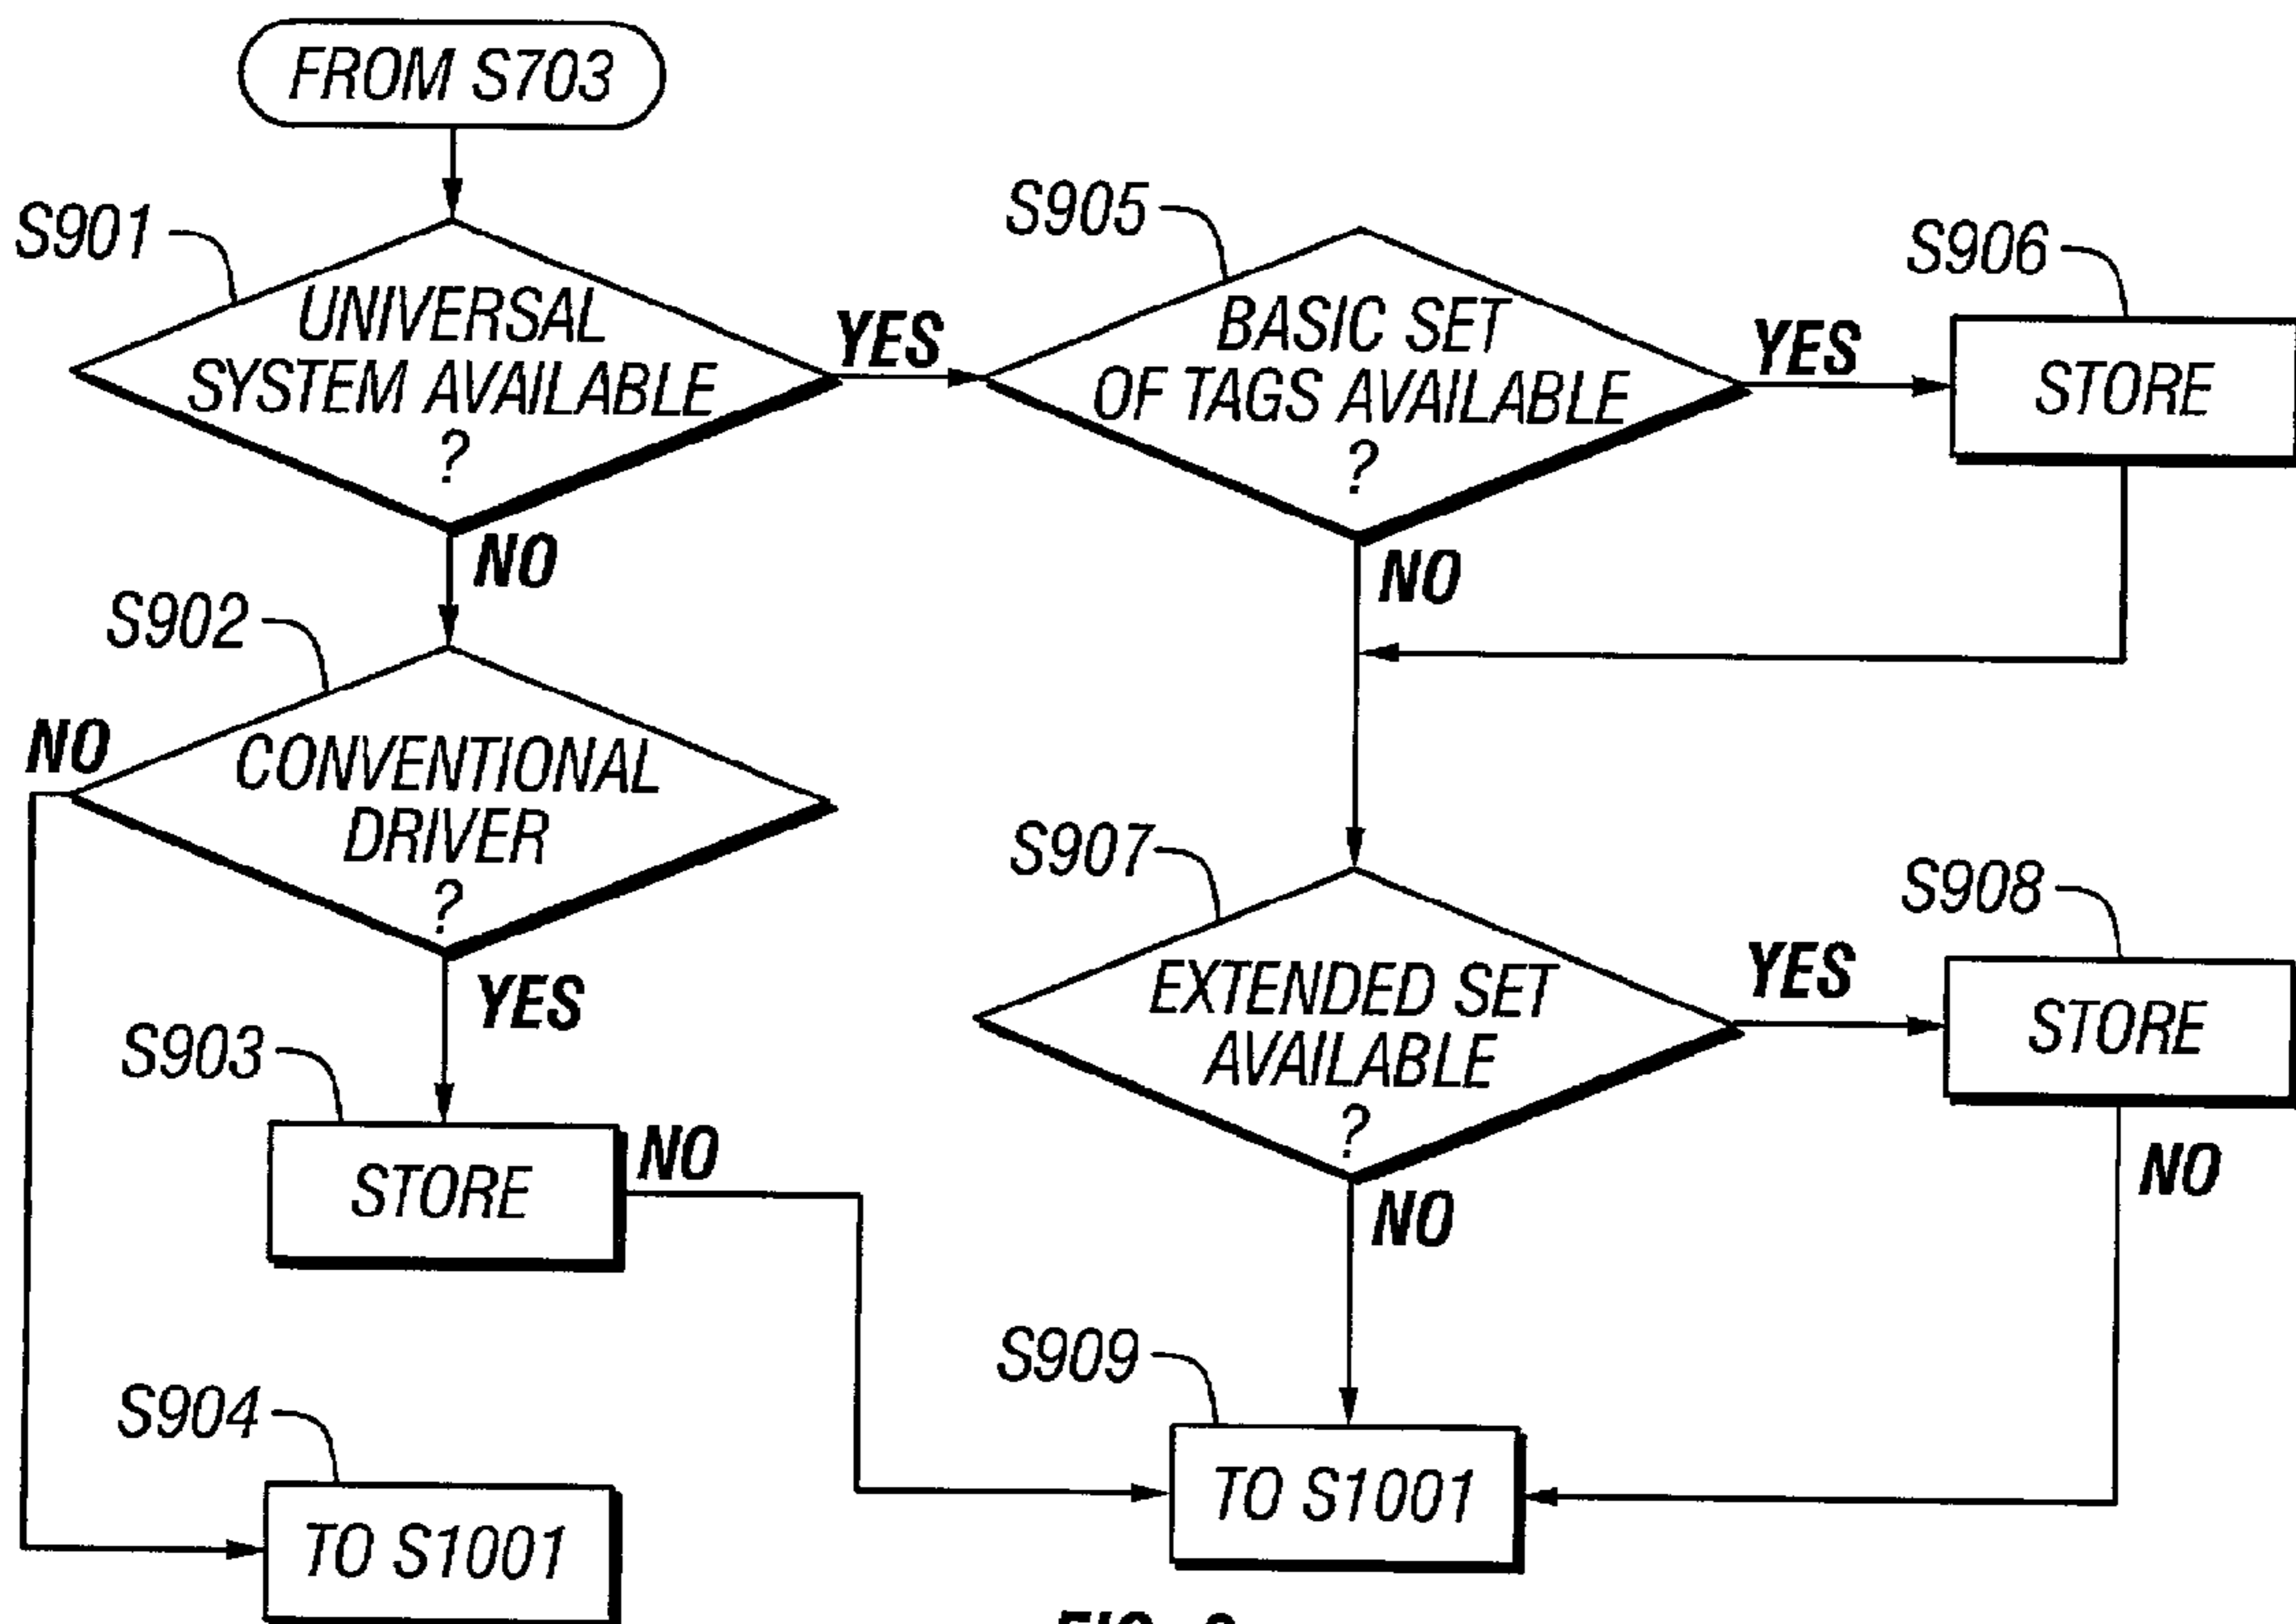 FROM S703
S901
UNIVERSAL
SYSTEM AVAILABLE
?
YES
NO
S905
BASIC SET
OF TAGS AVAILABLE
?
YES
NO
S906
STORE
S902
CONVENTIONAL
DRIVER
?
NO
YES
S903
STORE
NO
S904
TO S1001
S907
EXTENDED SET
AVAILABLE
?
YES
NO
S908
STORE
NO
S909
TO S1001